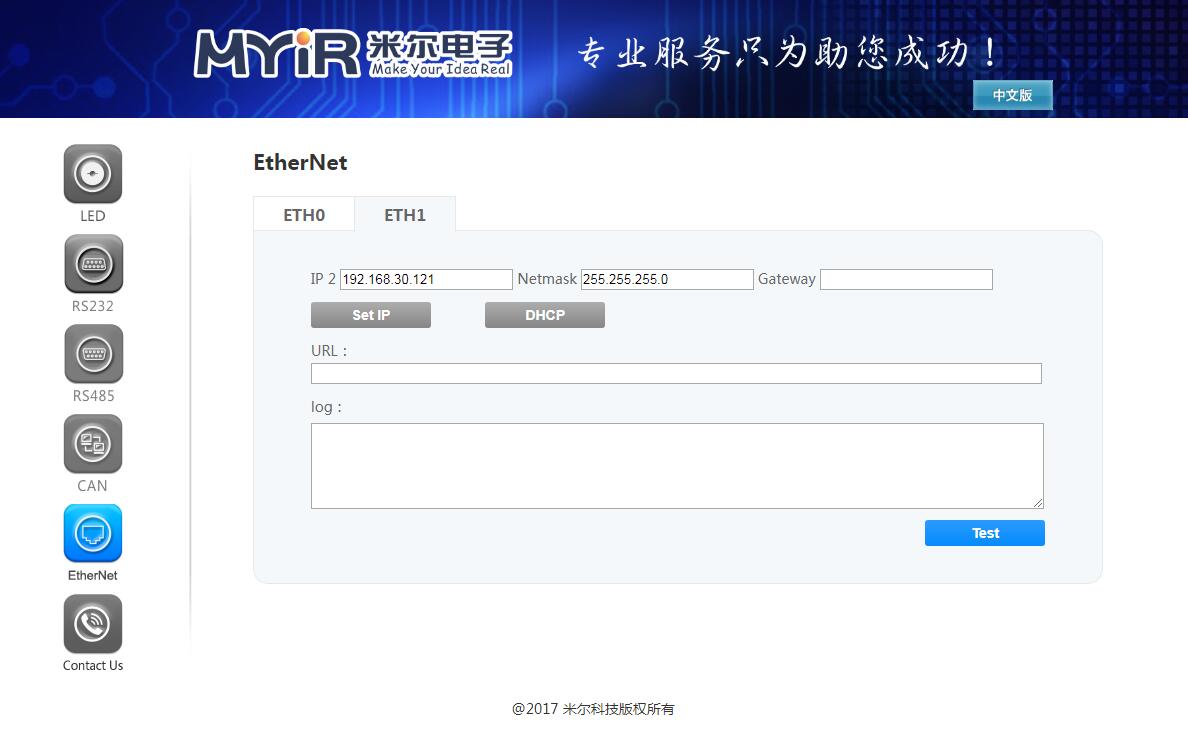 MYiR 米尔电子
Make Your Idea Real
专业服务只为助您成功！
中文版
LED
RS232
RS485
CAN
EtherNet
Contact Us
EtherNet
ETH0 ETH1
IP 2 192.168.30.121 Netmask 255.255.255.0 Gateway
Set IP DHCP
URL：
log：
Test
@2017 米尔科技版权所有